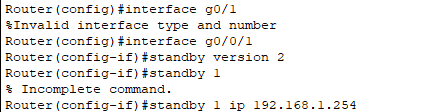 Router(config)#interface g0/1
%Invalid interface type and number
Router(config)#interface g0/0/1
Router(config-if)#standby version 2
Router(config-if)#standby 1
% Incomplete command.
Router(config-if)#standby 1 ip 192.168.1.254